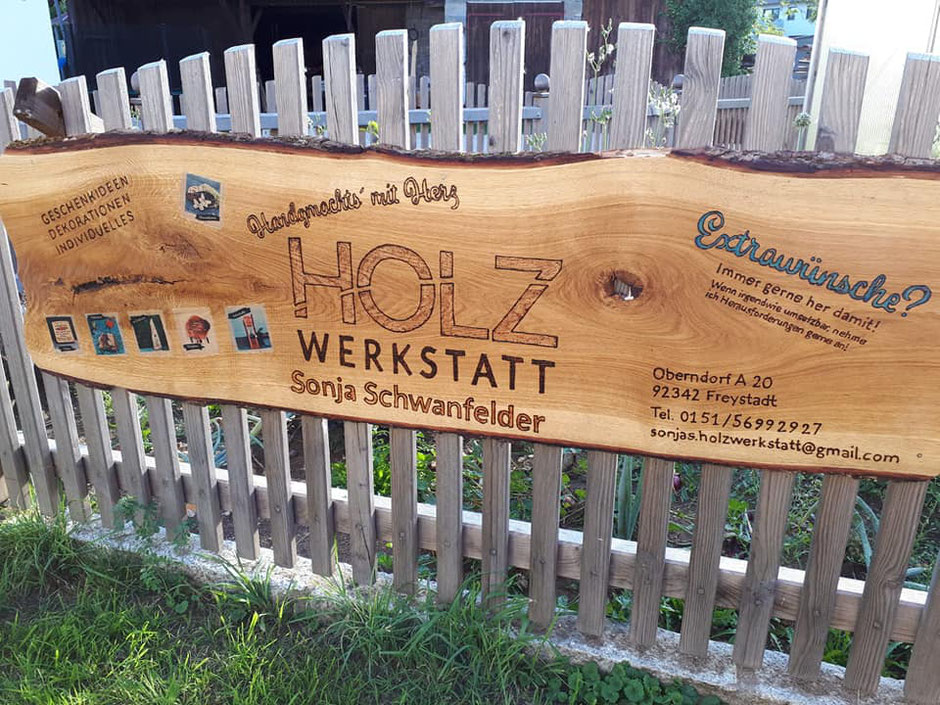 GESCHENKIDEEN
DEKORATIONEN
INDIVIDUELLES
Handgmachts´ mit Herz
HOLZ
WERKSTATT
Sonja Schwanfelder
Extrawünsche?
Immer gerne her damit!
Wenn irgendwie umsetzbar, nehme
ich Herausforderungen gerne an!
Oberndorf A 20
92342 Freystadt
Tel. 0151/56992927
sonjas.holzwerkstatt@gmail.com